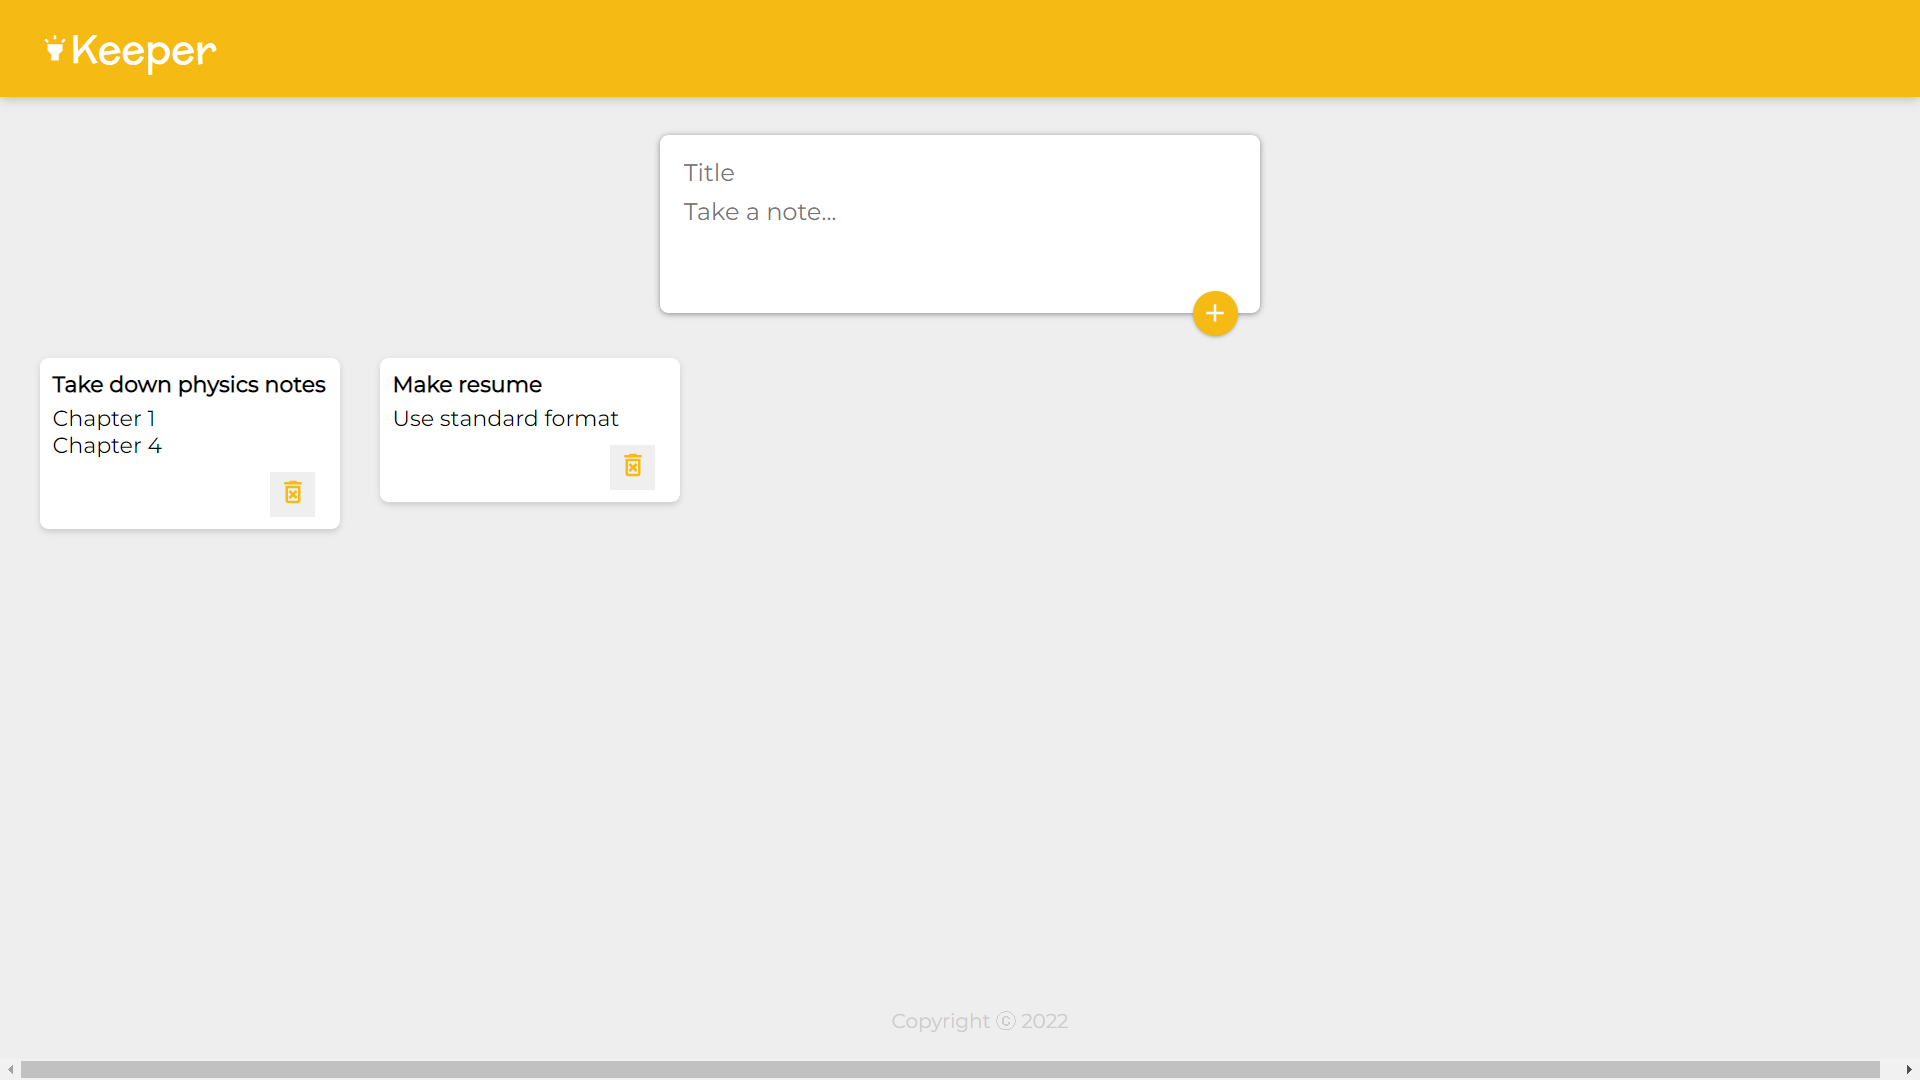 Keeper
Title
Take a note...
Take down physics notes
Chapter 1
Chapter 4
Make resume
Use standard format
Copyright ⓒ 2022